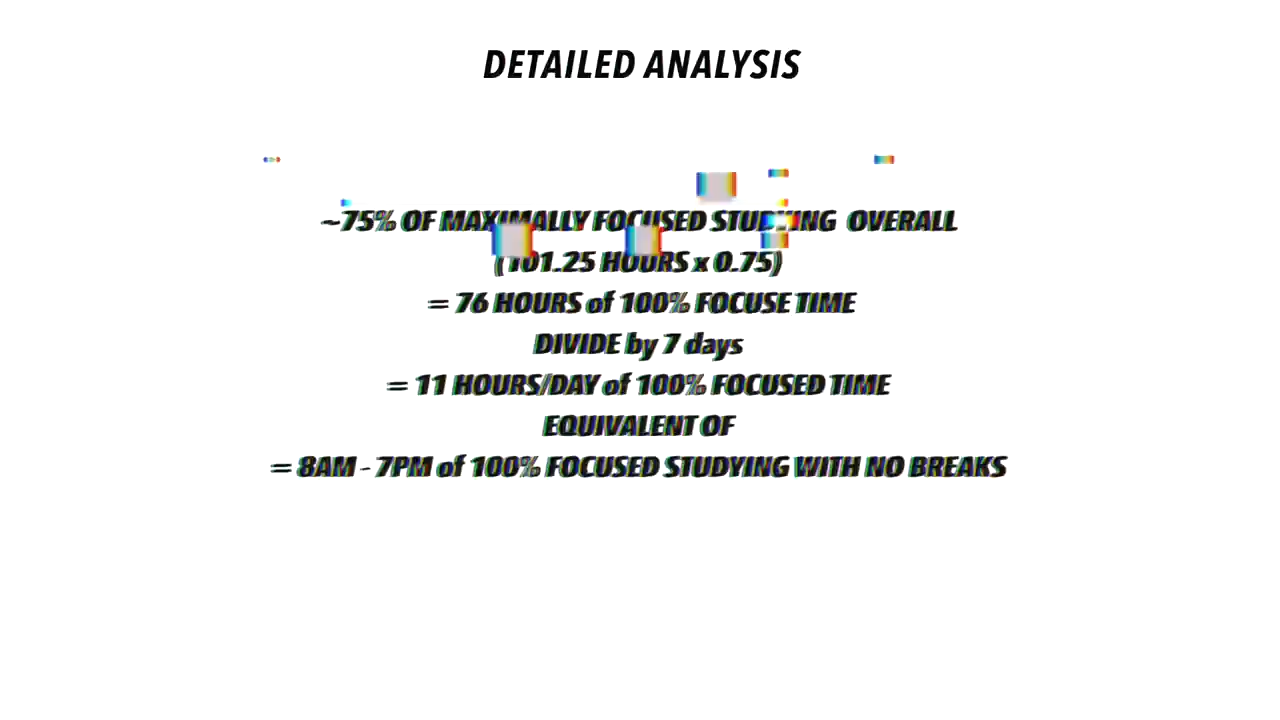 DETAILED ANALYSIS
~75% OF MAXIMALLY FOCUSED STUDYING OVERALL
(101.25 HOURS x 0.75)
= 76 HOURS of 100% FOCUSE TIME
DIVIDE by 7 days
= 11 HOURS/DAY of 100% FOCUSED TIME
EQUIVALENT OF
= 8AM - 7PM of 100% FOCUSED STUDYING WITH NO BREAKS